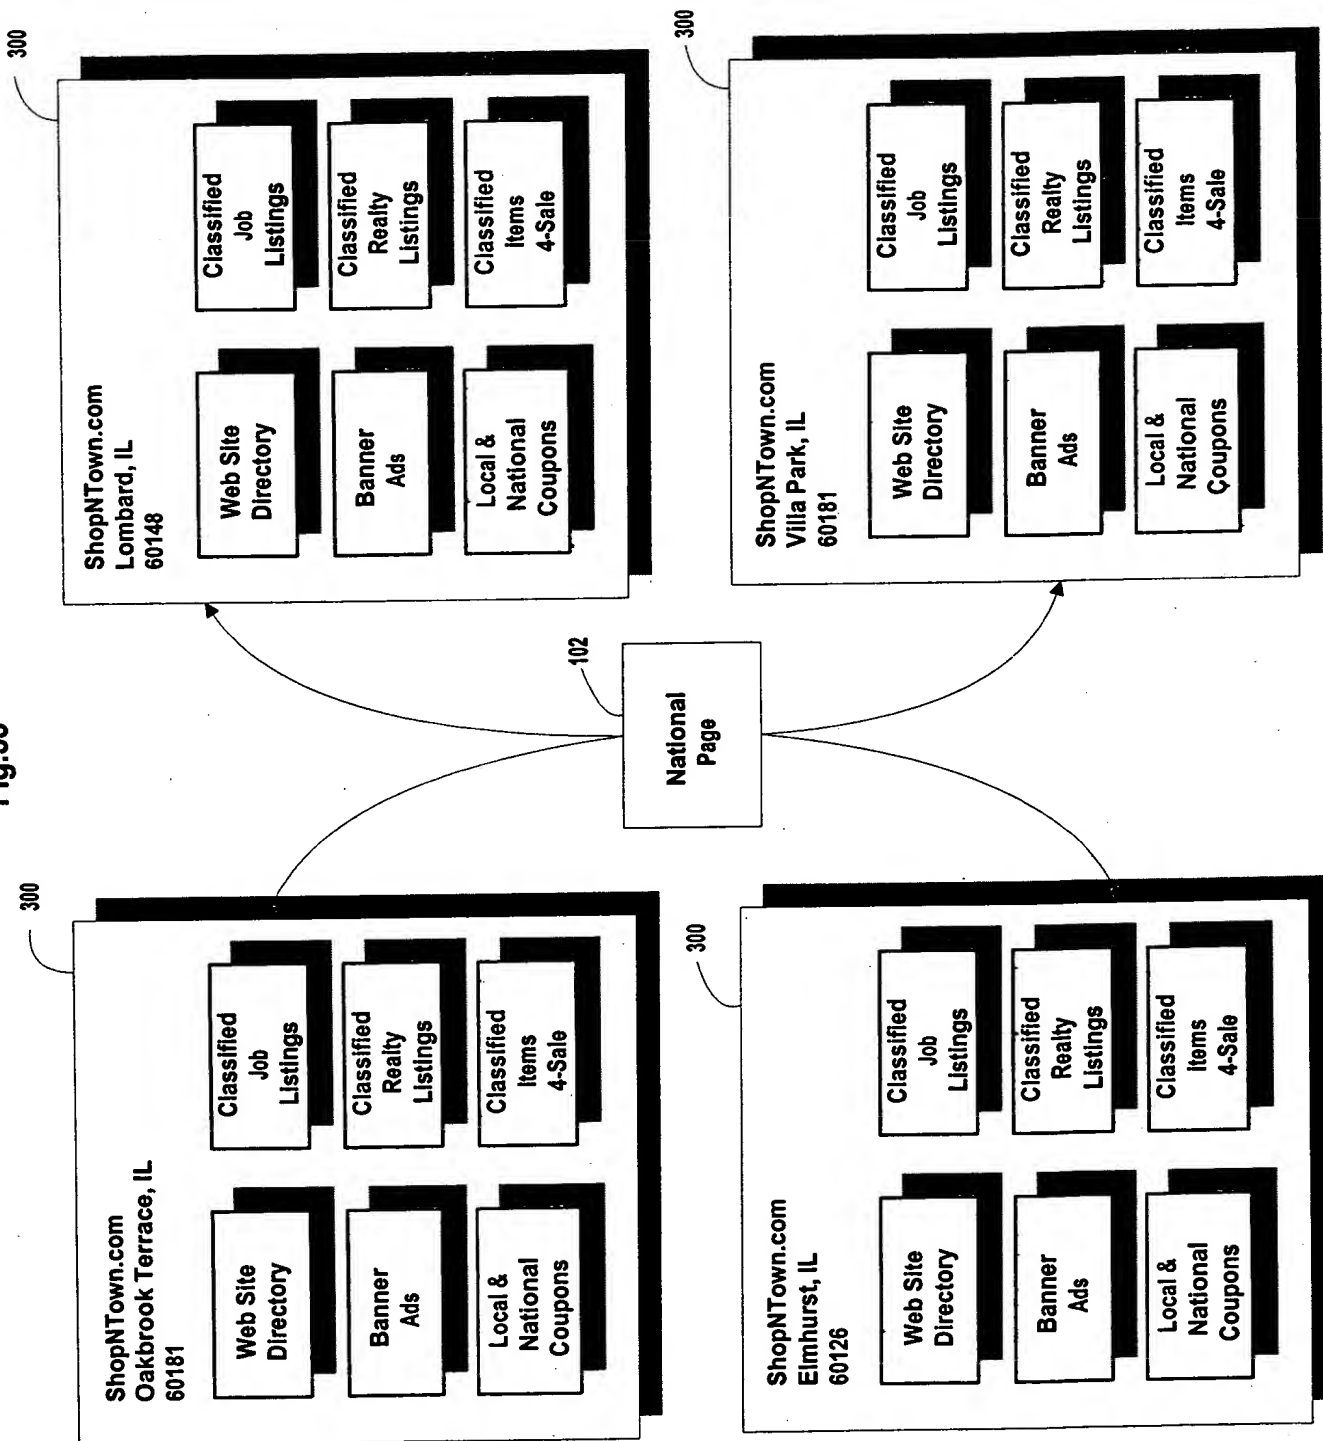 300
ShopNTown.com
Oakbrook Terrace, IL
60181
Web Site
Directory
Classified
Job
Listings
Banner
Ads
Classified
Realty
Listings
Local &
National
Coupons
Classified
Items
4-Sale
300
ShopNTown.com
Lombard, IL
60148
Web Site
Directory
Classified
Job
Listings
Banner
Ads
Classified
Realty
Listings
Local &
National
Coupons
Classified
Items
4-Sale
102
National
Page
300
ShopNTown.com
Elmhurst, IL
60126
Web Site
Directory
Classified
Job
Listings
Banner
Ads
Classified
Realty
Listings
Local &
National
Coupons
Classified
Items
4-Sale
300
ShopNTown.com
Villa Park, IL
60181
Web Site
Directory
Classified
Job
Listings
Banner
Ads
Classified
Realty
Listings
Local &
National
Coupons
Classified
Items
4-Sale